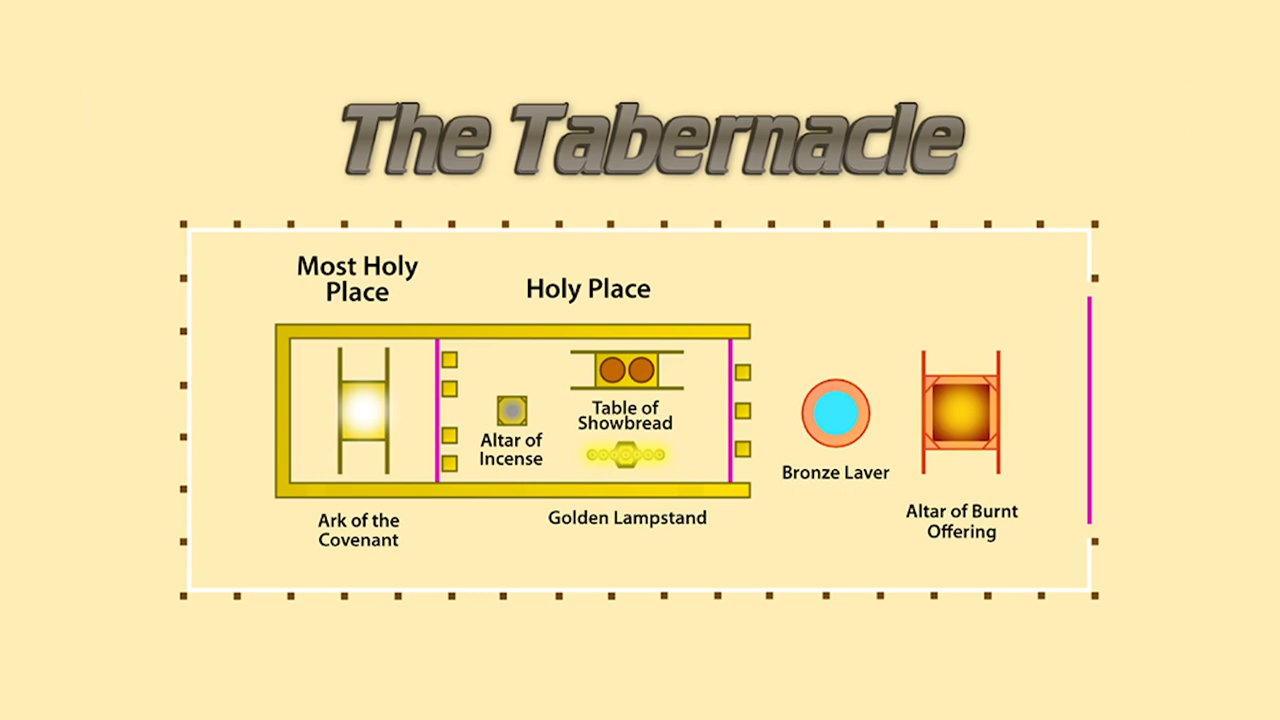 The Tabernacle
Most Holy
Place
Holy Place
Table of
Showbread
Altar of
Incense
Bronze Laver
Ark of the
Covenant
Golden Lampstand
Altar of Burnt
Offering